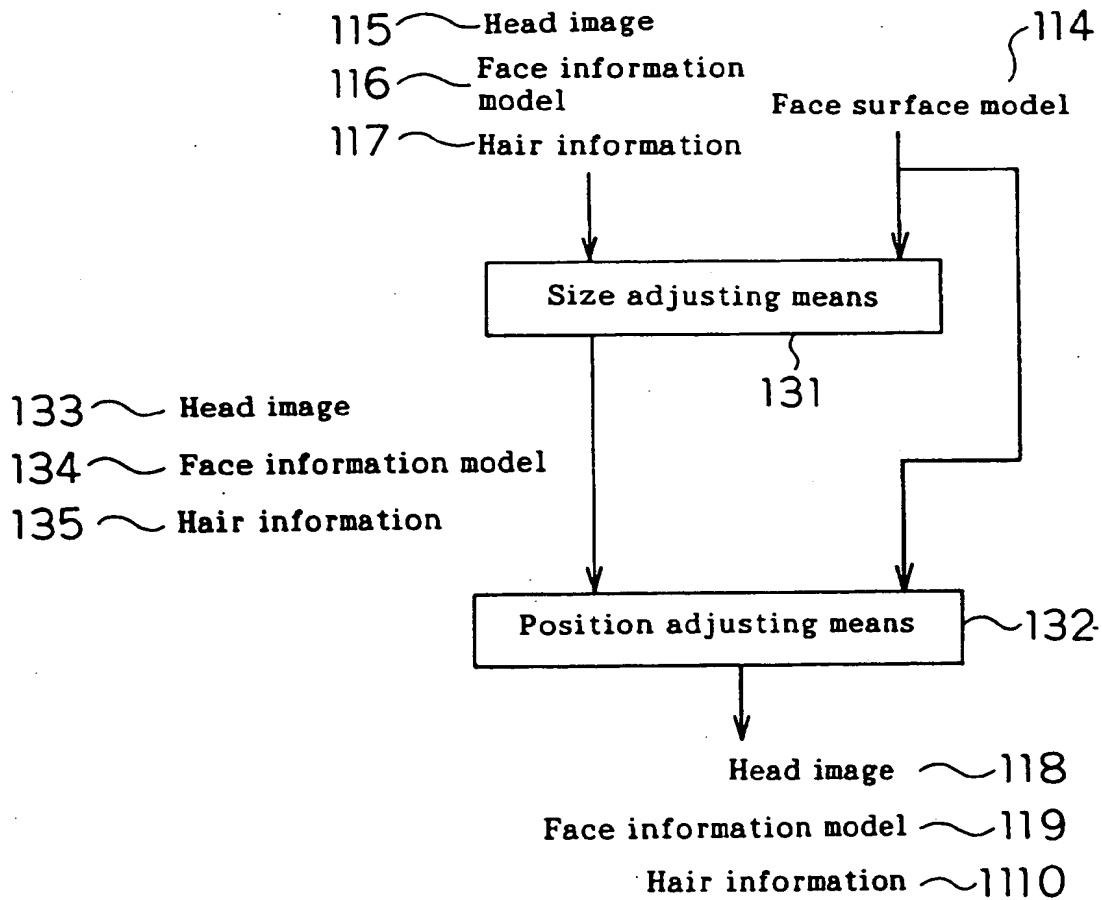 115 Head image
114
116 Face information
model
Face surface model
117 Hair information
Size adjusting means
131
133 Head image
134 Face information model
135 Hair information
Position adjusting means 132
Head image 118
Face information model 119
Hair information 1110